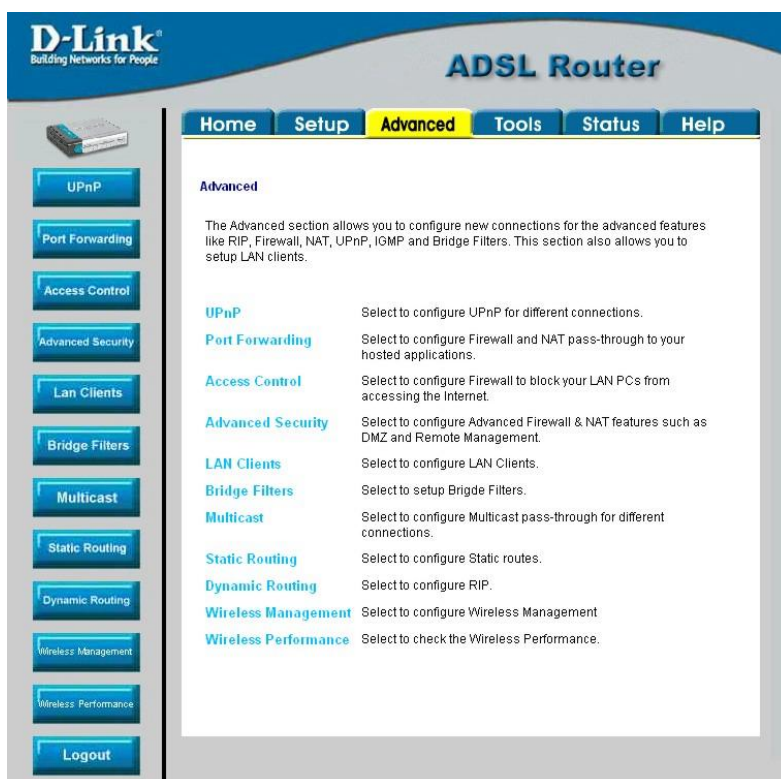 D-Link®
Building Networks for People
ADSL Router
Home Setup Advanced Tools Status Help
UPnP
Port Forwarding
Access Control
Advanced Security
Lan Clients
Bridge Filters
Multicast
Static Routing
Dynamic Routing
Wireless Management
Wireless Performance
Logout
Advanced
The Advanced section allows you to configure new connections for the advanced features
like RIP, Firewall, NAT, UPnP, IGMP and Bridge Filters. This section also allows you to
setup LAN clients.
UPnP Select to configure UPnP for different connections.
Port Forwarding Select to configure Firewall and NAT pass-through to your
hosted applications.
Access Control Select to configure Firewall to block your LAN PCs from
accessing the Internet.
Advanced Security Select to configure Advanced Firewall & NAT features such as
DMZ and Remote Management.
LAN Clients Select to configure LAN Clients.
Bridge Filters Select to setup Brigde Filters.
Multicast Select to configure Multicast pass-through for different
connections.
Static Routing Select to configure Static routes.
Dynamic Routing Select to configure RIP.
Wireless Management Select to configure Wireless Management
Wireless Performance Select to check the Wireless Performance.